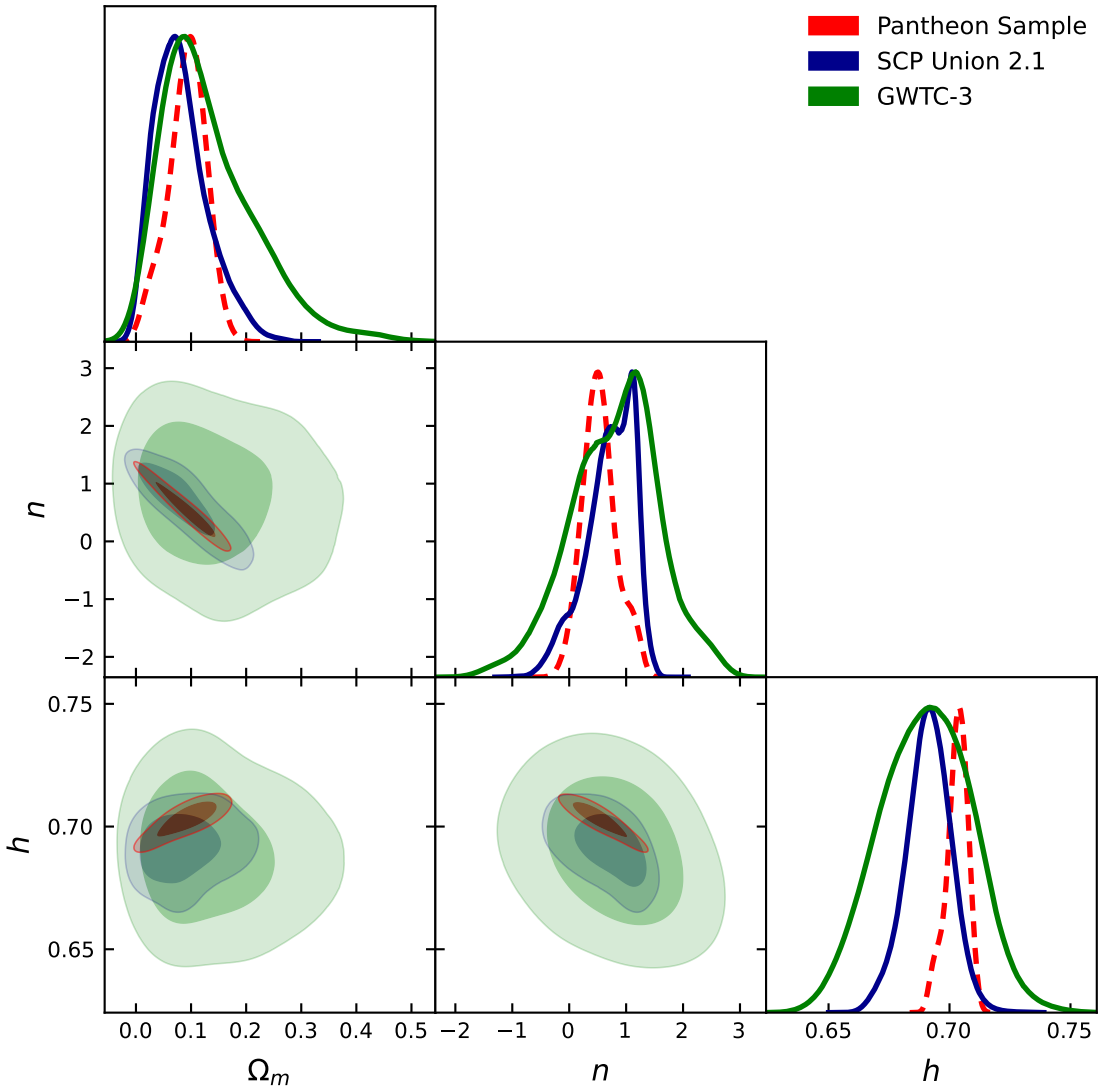 Pantheon Sample
SCP Union 2.1
GWTC-3
3
2
1
0
−1
−2
n
0.75
0.70
0.65
h
0.0 0.1 0.2 0.3 0.4 0.5
−2 −1 0 1 2 3
0.65 0.70 0.75
Ωm n h